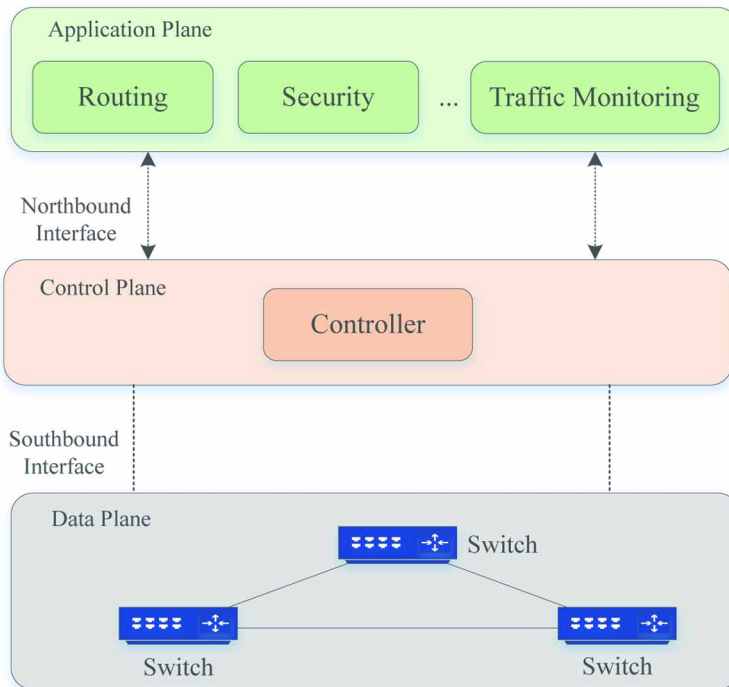 Application Plane
Routing
Security
...
Traffic Monitoring
Northbound
Interface
Control Plane
Controller
Southbound
Interface
Data Plane
Switch
Switch
Switch